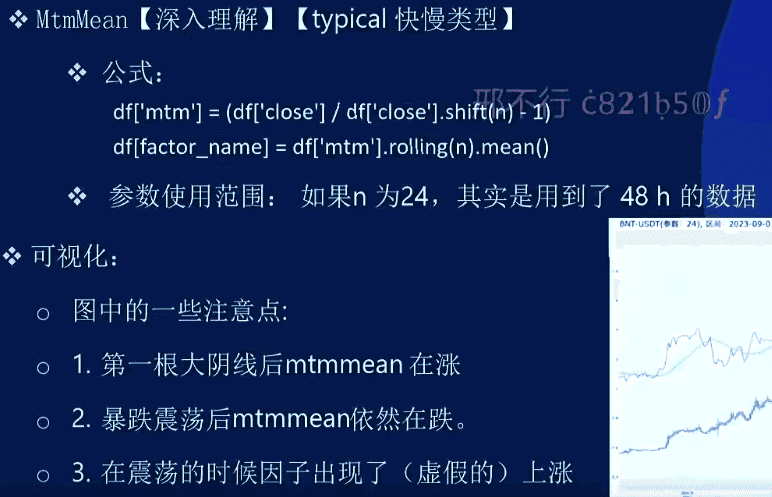 ❖ MtmMean【深入理解】【typical 快慢类型】
❖ 公式：
df['mtm'] = (df['close'] / df['close'].shift(n) - 1)
df[factor_name] = df['mtm'].rolling(n).mean()
❖ 参数使用范围： 如果n 为24，其实是用到了 48 h 的数据
BNT-USDT(参数：24), 区间：2023-09-0
❖ 可视化：
o 图中的一些注意点:
o 1. 第一根大阴线后mtmmean 在涨
o 2. 暴跌震荡后mtmmean依然在跌。
o 3. 在震荡的时候因子出现了（虚假的）上涨